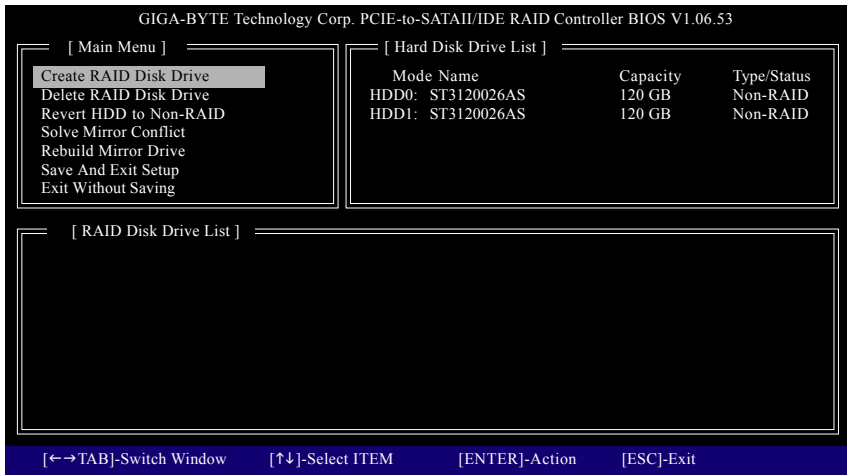 GIGA-BYTE Technology Corp. PCIE-to-SATAII/IDE RAID Controller BIOS V1.06.53
[ Main Menu ]
Create RAID Disk Drive
Delete RAID Disk Drive
Revert HDD to Non-RAID
Solve Mirror Conflict
Rebuild Mirror Drive
Save And Exit Setup
Exit Without Saving
[ Hard Disk Drive List ]
Mode Name Capacity Type/Status
HDD0: ST3120026AS 120 GB Non-RAID
HDD1: ST3120026AS 120 GB Non-RAID
[ RAID Disk Drive List ]
[←→TAB]-Switch Window [↑↓]-Select ITEM [ENTER]-Action [ESC]-Exit